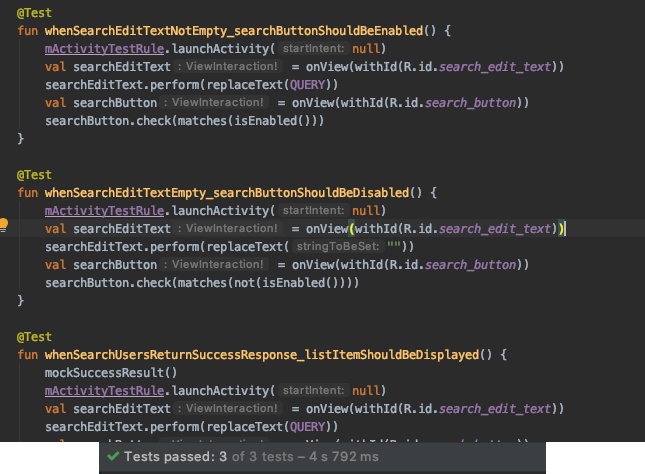 @Test
fun whenSearchEditTextNotEmpty_searchButtonShouldBeEnabled() {
mActivityTestRule.launchActivity( startIntent: null)
val searchEditText : ViewInteraction! = onView(withId(R.id.search_edit_text))
searchEditText.perform(replaceText(QUERY))
val searchButton : ViewInteraction! = onView(withId(R.id.search_button))
searchButton.check(matches(isEnabled()))
}
@Test
fun whenSearchEditTextEmpty_searchButtonShouldBeDisabled() {
mActivityTestRule.launchActivity( startIntent: null)
val searchEditText : ViewInteraction! = onView(withId(R.id.search_edit_text))
searchEditText.perform(replaceText( stringToBeSet: ""))
val searchButton : ViewInteraction! = onView(withId(R.id.search_button))
searchButton.check(matches(not(isEnabled())))
}
@Test
fun whenSearchUsersReturnSuccessResponse_listItemShouldBeDisplayed() {
mockSuccessResult()
mActivityTestRule.launchActivity( startIntent: null)
val searchEditText : ViewInteraction! = onView(withId(R.id.search_edit_text))
searchEditText.perform(replaceText(QUERY))
Tests passed: 3 of 3 tests – 4 s 792 ms